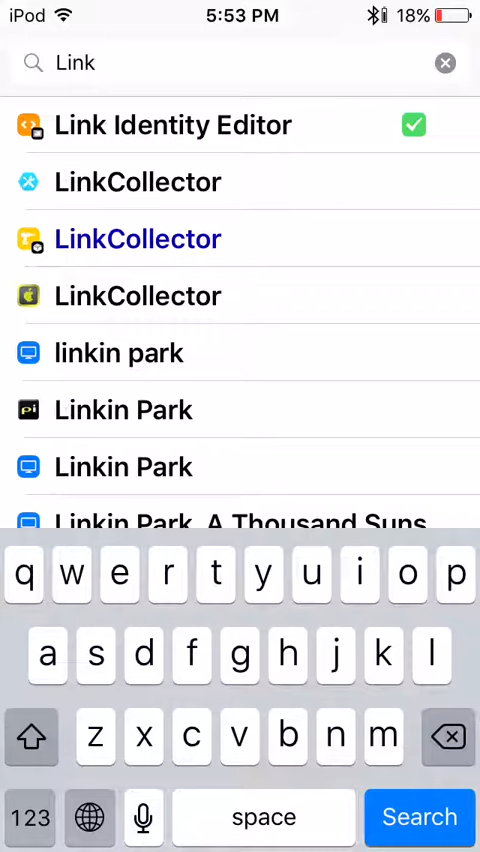 iPod 5:53 PM 18%
Link
Link Identity Editor
LinkCollector
LinkCollector
LinkCollector
linkin park
Linkin Park
Linkin Park
Linkin Park A Thousand Suns
q w e r t y u i o p
a s d f g h j k l
z x c v b n m
123 space Search